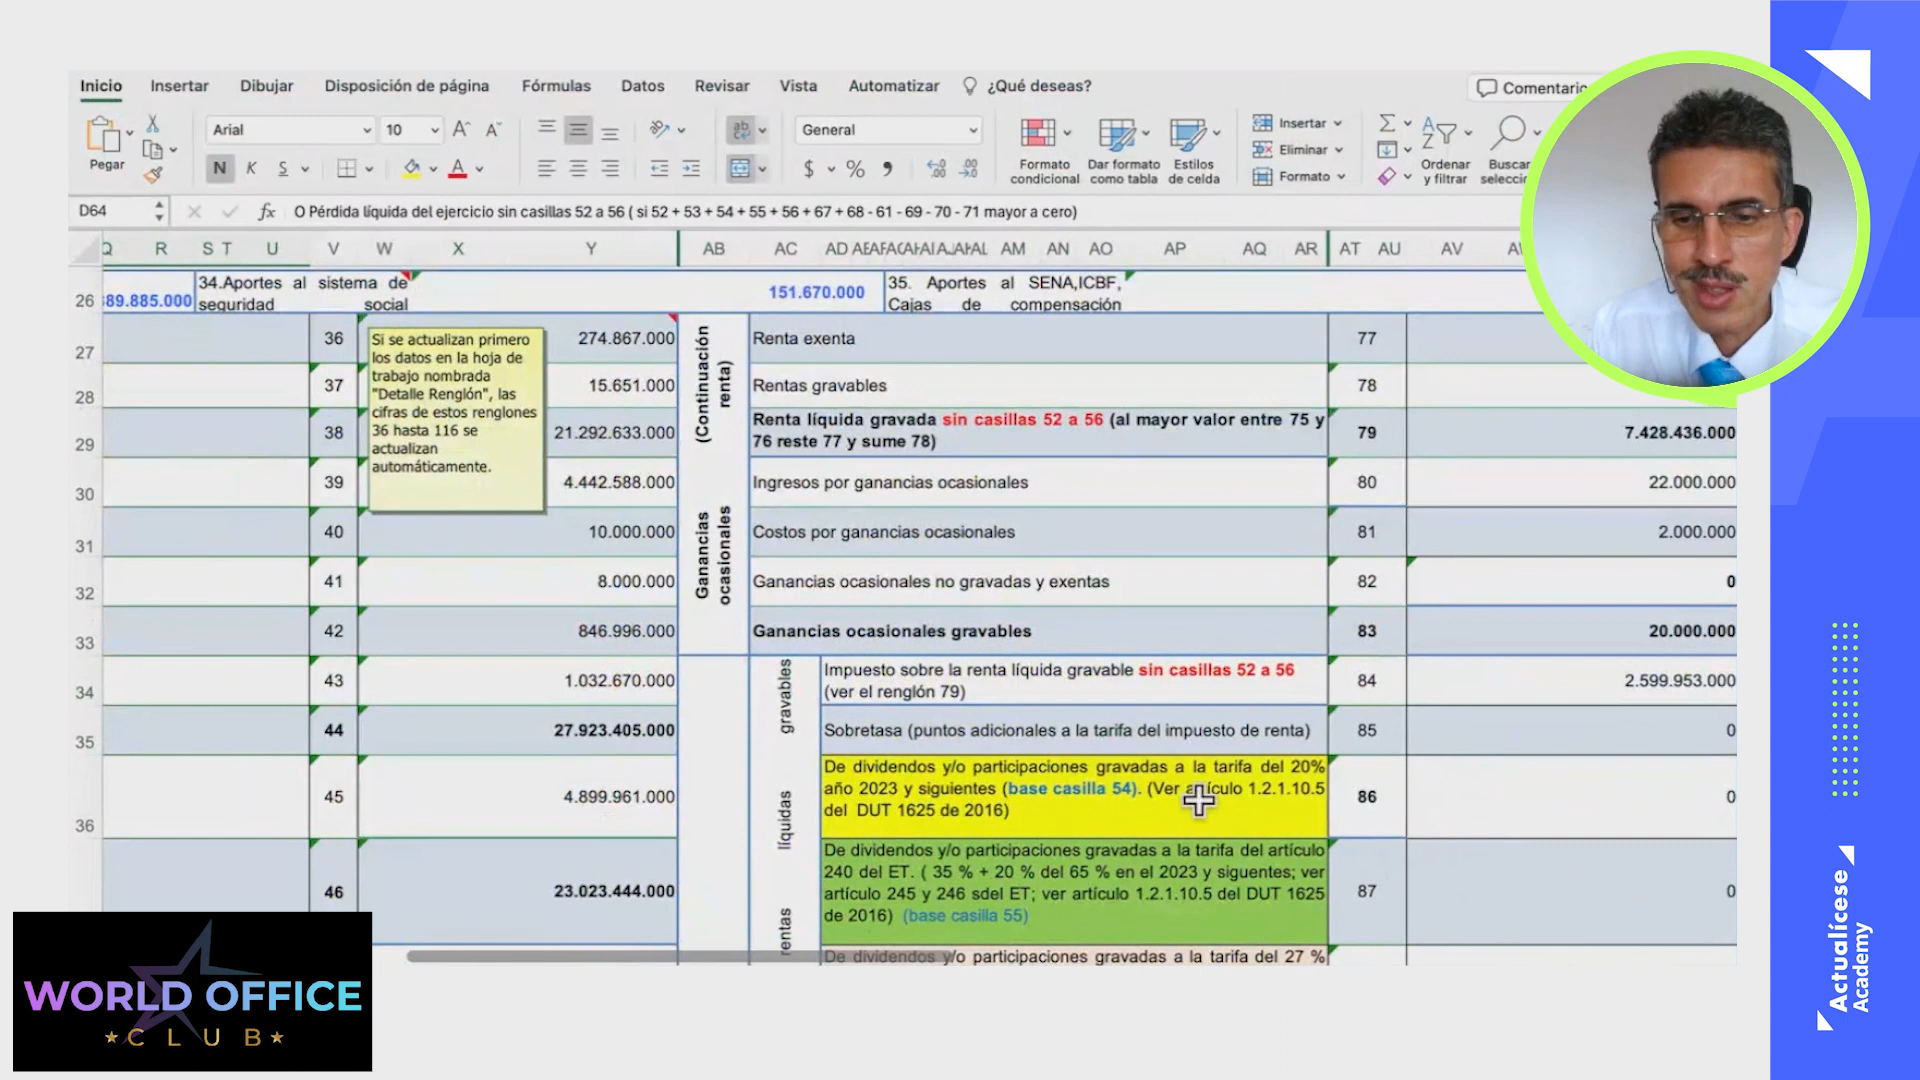 Inicio Insertar Dibujar Disposición de página Fórmulas Datos Revisar Vista Automatizar ¿Qué deseas?
Pegar
Arial 10
N K S
General
$ %
Formato condicional
Dar formato como tabla
Estilos de celda
Insertar
Eliminar
Formato
Ordenar y filtrar
D64 fx O Pérdida líquida del ejercicio sin casillas 52 a 56 ( si 52 + 53 + 54 + 55 + 56 + 67 + 68 - 61 - 69 - 70 - 71 mayor a cero)
R S T U V W X Y AB AC AD AM AN AO AP AQ AR AT AU AV
26 34.Aportes al sistema de
seguridad social
151.670.000
35. Aportes al SENA,ICBF,
Cajas de compensación
27 36 274.867.000 Renta exenta 77
28 37 15.651.000 Rentas gravables 78
29 38 21.292.633.000 Renta líquida gravada sin casillas 52 a 56 (al mayor valor entre 75 y
76 reste 77 y sume 78) 79 7.428.436.000
30 39 4.442.588.000 Ingresos por ganancias ocasionales 80 22.000.000
31 40 10.000.000 Costos por ganancias ocasionales 81 2.000.000
32 41 8.000.000 Ganancias ocasionales no gravadas y exentas 82 0
33 42 846.996.000 Ganancias ocasionales gravables 83 20.000.000
34 43 1.032.670.000 Impuesto sobre la renta líquida gravable sin casillas 52 a 56
(ver el renglón 79) 84 2.599.953.000
35 44 27.923.405.000 Sobretasa (puntos adicionales a la tarifa del impuesto de renta) 85 0
36 45 4.899.961.000 De dividendos y/o participaciones gravadas a la tarifa del 20%
año 2023 y siguientes (base casilla 54). (Ver artículo 1.2.1.10.5
del DUT 1625 de 2016) 86 0
46 23.023.444.000 De dividendos y/o participaciones gravadas a la tarifa del artículo
240 del ET. ( 35 % + 20 % del 65 % en el 2023 y siguentes; ver
artículo 245 y 246 sdel ET; ver artículo 1.2.1.10.5 del DUT 1625
de 2016) (base casilla 55) 87 0
De dividendos y/o participaciones gravadas a la tarifa del 27 %
Si se actualizan primero
los datos en la hoja de
trabajo nombrada
"Detalle Renglón", las
cifras de estos renglones
36 hasta 116 se
actualizan
automáticamente.
(Continuación
renta)
Ganancias
ocasionales
gravables
líquidas
rentas
WORLD OFFICE
CLUB
Actualícese
Academy